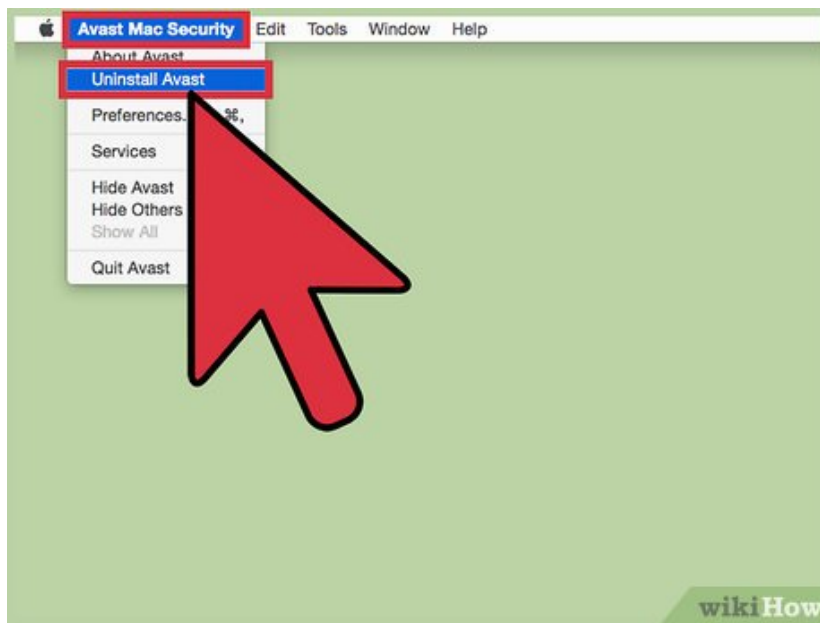 Avast Mac Security Edit Tools Window Help
About Avast
Uninstall Avast
Preferences. ⌘,
Services
Hide Avast
Hide Others
Show All
Quit Avast
wikiHow